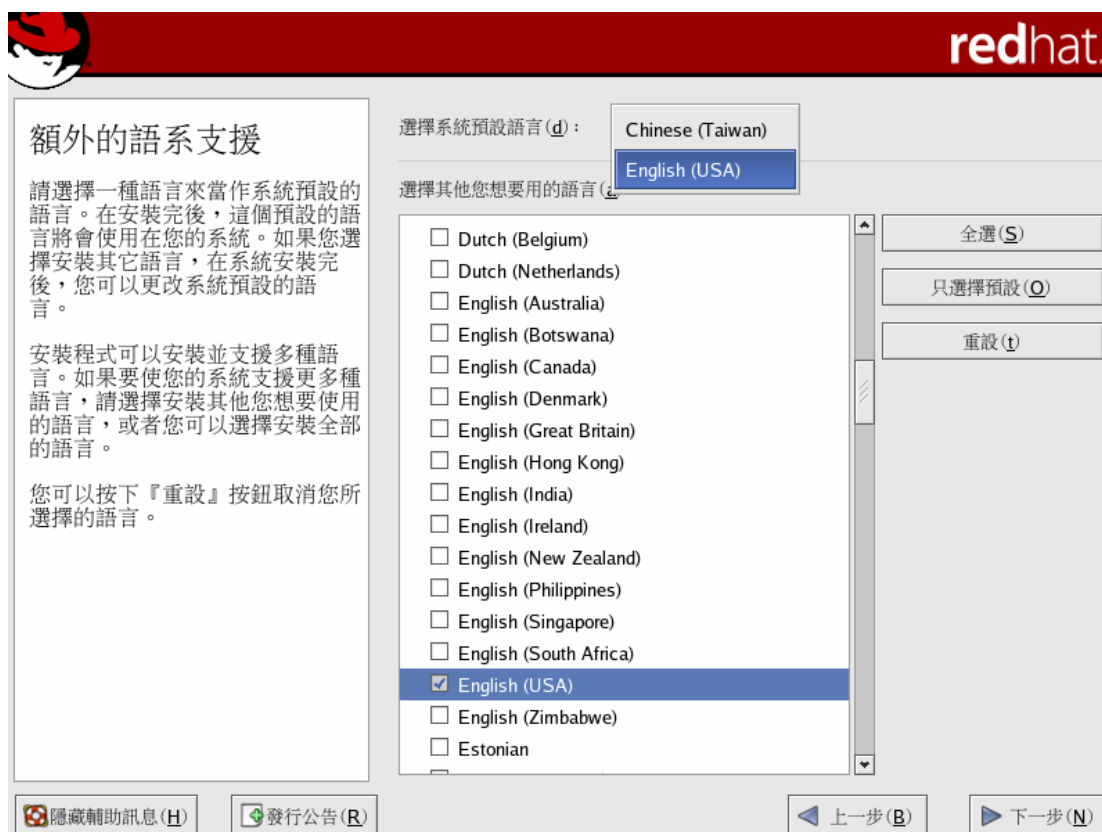 redhat.
額外的語系支援
請選擇一種語言來當作系統預設的
語言。在安裝完後，這個預設的語
言將會使用在您的系統。如果您選
擇安裝其它語言，在系統安裝完
後，您可以更改系統預設的語
言。
安裝程式可以安裝並支援多種語
言。如果要使您的系統支援更多種
語言，請選擇安裝其他您想要使用
的語言，或者您可以選擇安裝全部
的語言。
您可以按下『重設』按鈕取消您所
選擇的語言。
選擇系統預設語言(d)：
Chinese (Taiwan)
English (USA)
選擇其他您想要用的語言(a
Dutch (Belgium)
Dutch (Netherlands)
English (Australia)
English (Botswana)
English (Canada)
English (Denmark)
English (Great Britain)
English (Hong Kong)
English (India)
English (Ireland)
English (New Zealand)
English (Philippines)
English (Singapore)
English (South Africa)
English (USA)
English (Zimbabwe)
Estonian
全選(S)
只選擇預設(O)
重設(t)
隱藏輔助訊息(H)
發行公告(R)
上一步(B)
下一步(N)